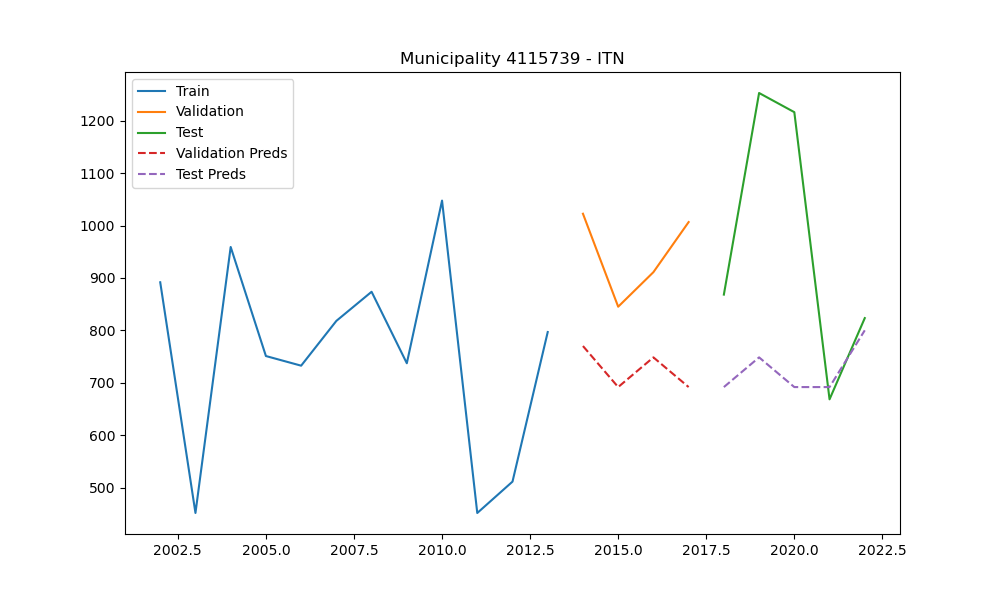 Municipality 4115739 - ITN
Train
Validation
Test
Validation Preds
Test Preds
1200
1100
1000
900
800
700
600
500
2002.5 2005.0 2007.5 2010.0 2012.5 2015.0 2017.5 2020.0 2022.5